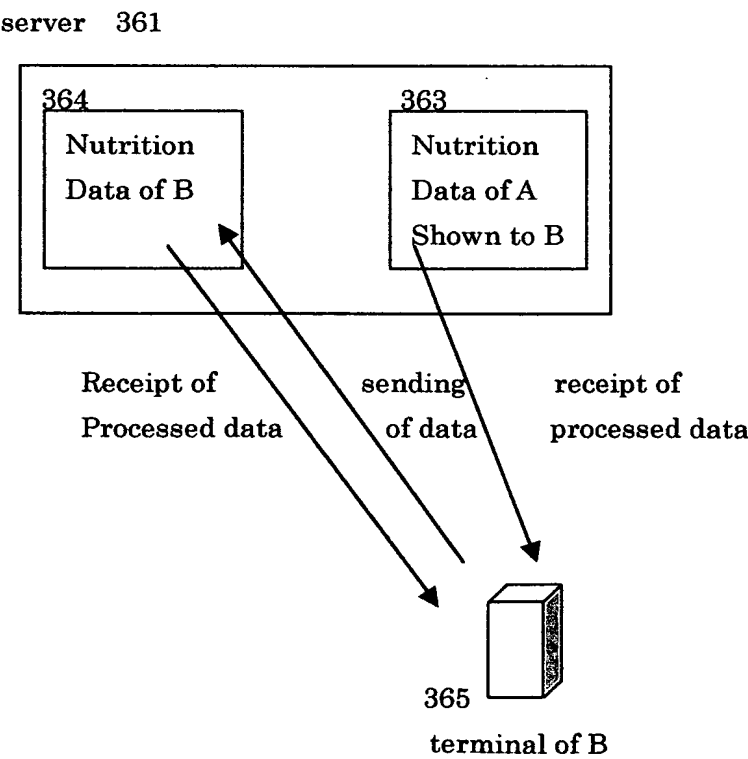 server 361
364
363
Nutrition
Data of B
Nutrition
Data of A
Shown to B
Receipt of
Processed data
sending
of data
receipt of
processed data
365
terminal of B